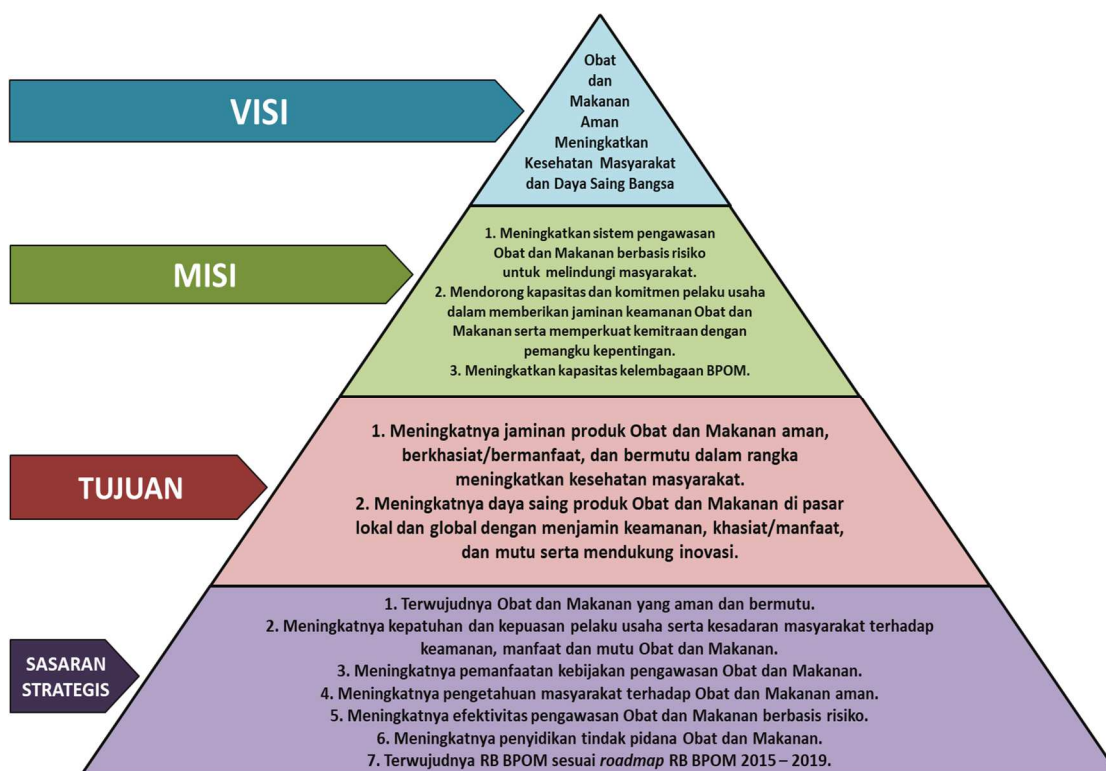 VISI
Obat
dan
Makanan
Aman
Meningkatkan
Kesehatan Masyarakat
dan Daya Saing Bangsa
MISI
1. Meningkatkan sistem pengawasan
Obat dan Makanan berbasis risiko
untuk melindungi masyarakat.
2. Mendorong kapasitas dan komitmen pelaku usaha
dalam memberikan jaminan keamanan Obat dan
Makanan serta memperkuat kemitraan dengan
pemangku kepentingan.
3. Meningkatkan kapasitas kelembagaan BPOM.
TUJUAN
1. Meningkatnya jaminan produk Obat dan Makanan aman,
berkhasiat/bermanfaat, dan bermutu dalam rangka
meningkatkan kesehatan masyarakat.
2. Meningkatnya daya saing produk Obat dan Makanan di pasar
lokal dan global dengan menjamin keamanan, khasiat/manfaat,
dan mutu serta mendukung inovasi.
SASARAN
STRATEGIS
1. Terwujudnya Obat dan Makanan yang aman dan bermutu.
2. Meningkatnya kepatuhan dan kepuasan pelaku usaha serta kesadaran masyarakat terhadap
keamanan, manfaat dan mutu Obat dan Makanan.
3. Meningkatnya pemanfaatan kebijakan pengawasan Obat dan Makanan.
4. Meningkatnya pengetahuan masyarakat terhadap Obat dan Makanan aman.
5. Meningkatnya efektivitas pengawasan Obat dan Makanan berbasis risiko.
6. Meningkatnya penyidikan tindak pidana Obat dan Makanan.
7. Terwujudnya RB BPOM sesuai roadmap RB BPOM 2015 – 2019.